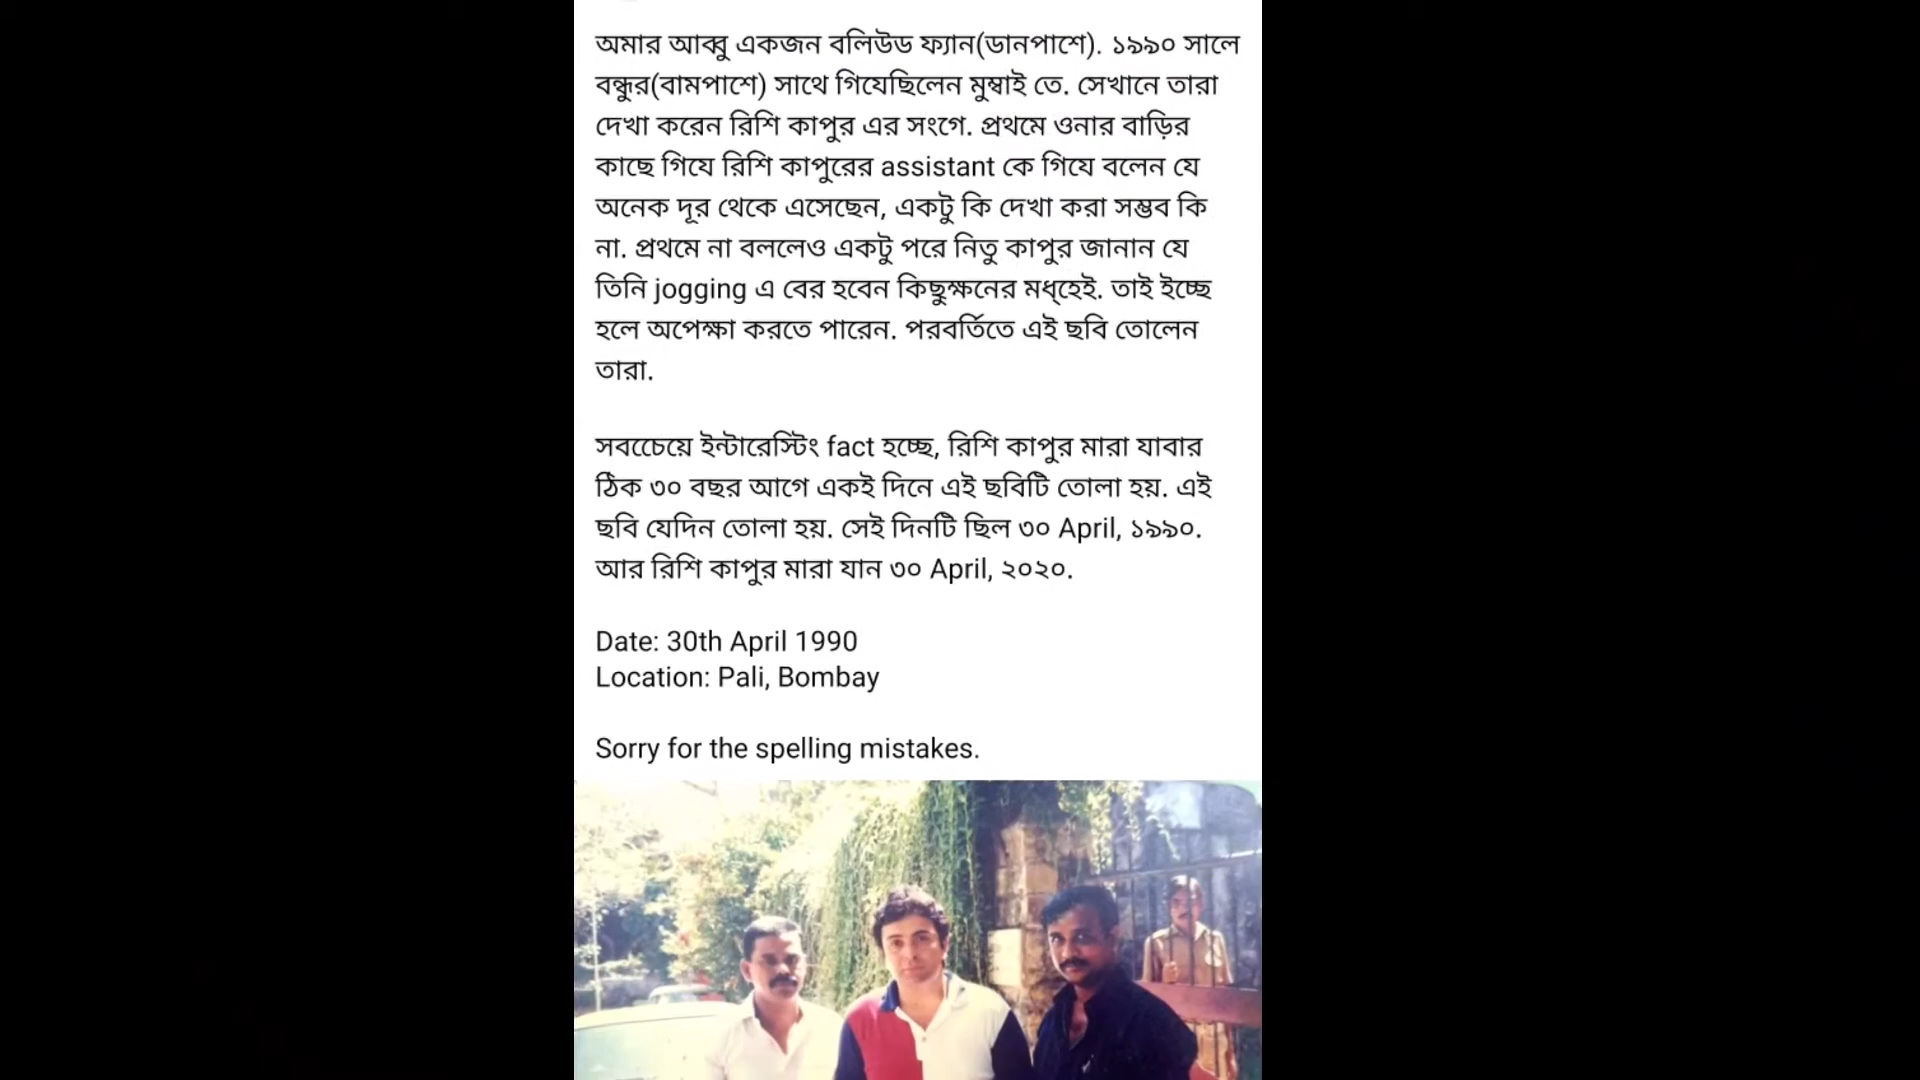 অমার আব্বু একজন বলিউড ফ্যান(ডানপাশে). ১৯৯০ সালে
বন্ধুর(বামপাশে) সাথে গিযেছিলেন মুম্বাই তে. সেখানে তারা
দেখা করেন রিশি কাপুর এর সংগে. প্রথমে ওনার বাড়ির
কাছে গিযে রিশি কাপুরের assistant কে গিযে বলেন যে
অনেক দূর থেকে এসেছেন, একটু কি দেখা করা সম্ভব কি
না. প্রথমে না বললেও একটু পরে নিতু কাপুর জানান যে
তিনি jogging এ বের হবেন কিছুক্ষনের মধ্হেই. তাই ইচ্ছে
হলে অপেক্ষা করতে পারেন. পরবর্তিতে এই ছবি তোলেন
তারা.
সবচেয়ে ইন্টারেস্টিং fact হচ্ছে, রিশি কাপুর মারা যাবার
ঠিক ৩০ বছর আগে একই দিনে এই ছবিটি তোলা হয়. এই
ছবি যেদিন তোলা হয়. সেই দিনটি ছিল ৩০ April, ১৯৯০.
আর রিশি কাপুর মারা যান ৩০ April, ২০২০.
Date: 30th April 1990
Location: Pali, Bombay
Sorry for the spelling mistakes.